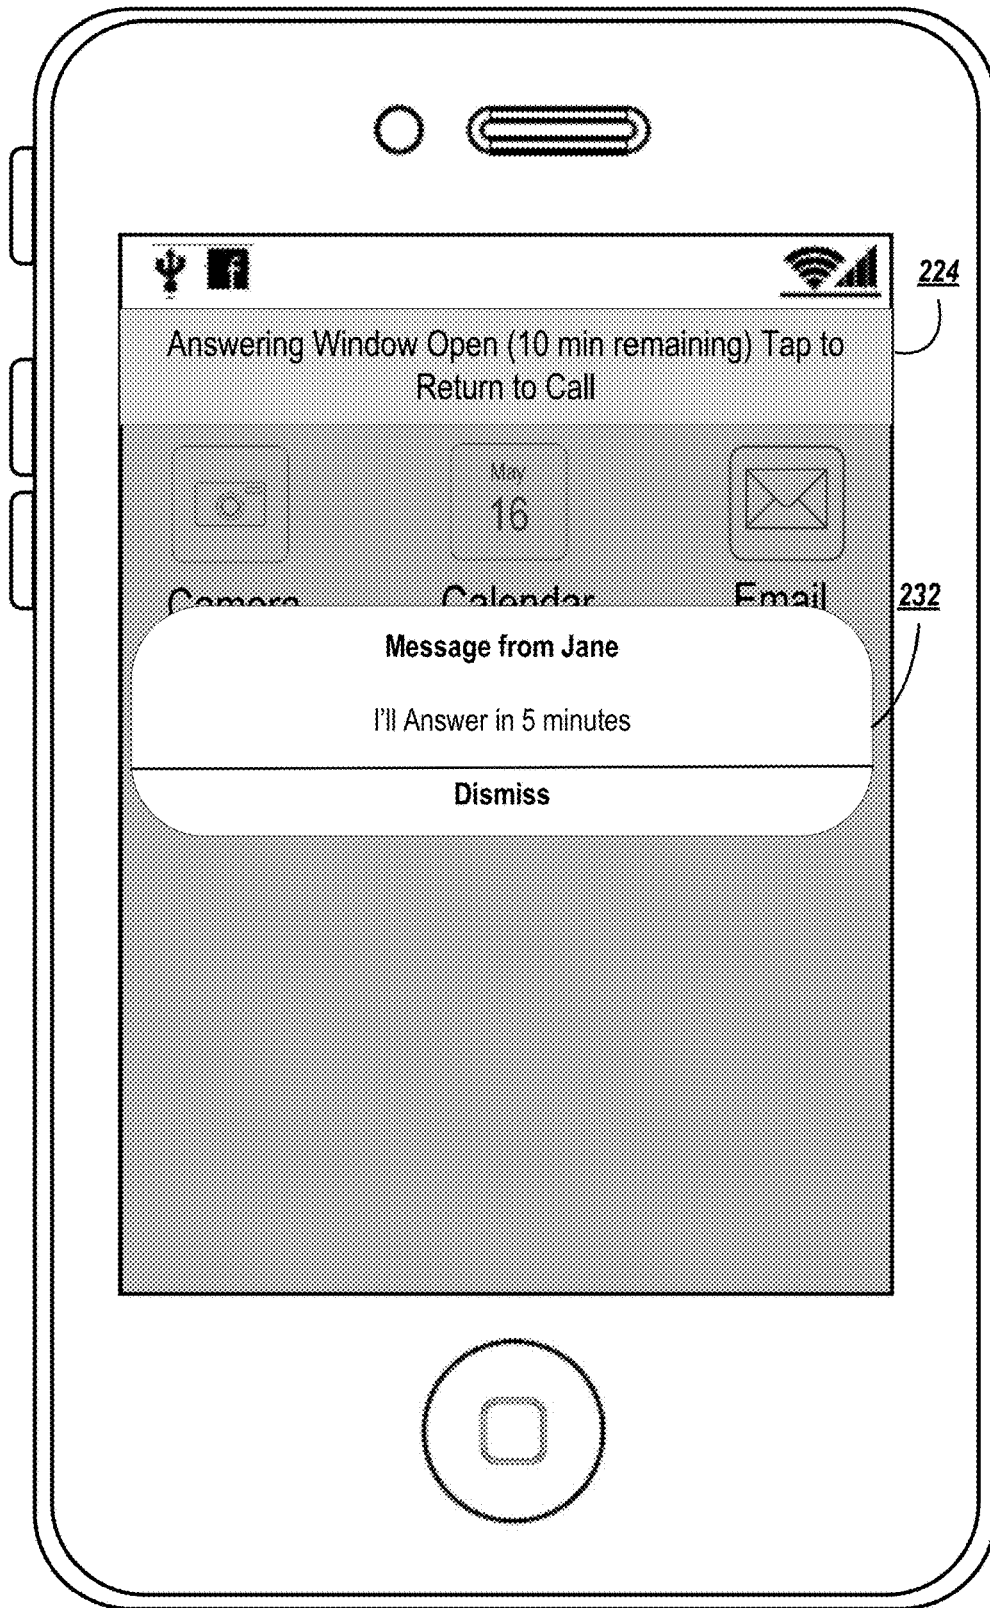 224
Answering Window Open (10 min remaining) Tap to
Return to Call
May
16
Camera Calendar Email
232
Message from Jane
I'll Answer in 5 minutes
Dismiss